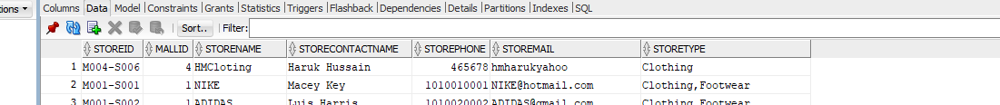 ctions
Columns Data Model Constraints Grants Statistics Triggers Flashback Dependencies Details Partitions Indexes SQL
Sort.. Filter:
STOREID MALLID STORENAME STORECONTACTNAME STOREPHONE STOREMAIL STORETYPE
1 M004-S006 4 HMCloting Haruk Hussain 465678 hmharukyahoo Clothing
2 M001-S001 1 NIKE Macey Key 1010010001 NIKE@hotmail.com Clothing,Footwear
3 M001-S002 1 ADIDAS Luis Harris 1010020002 ADIDAS@gmail.com Clothing,Footwear